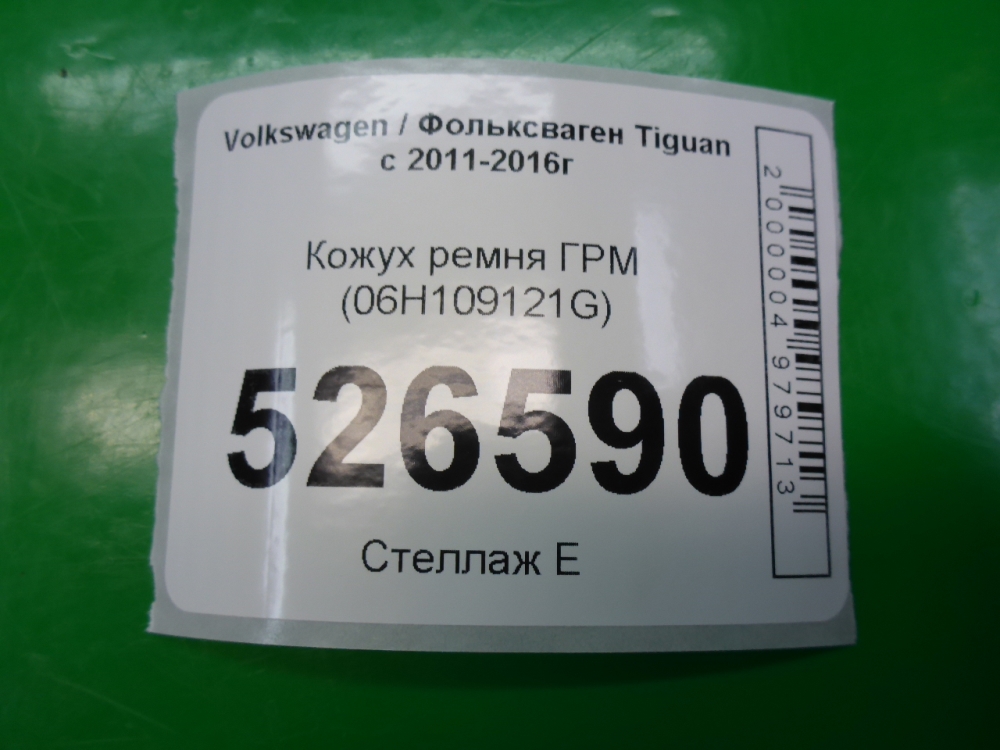 Volkswagen / Фольксваген Tiguan
с 2011-2016г
Кожух ремня ГРМ
(06H109121G)
526590
Стеллаж Е
2000004979713